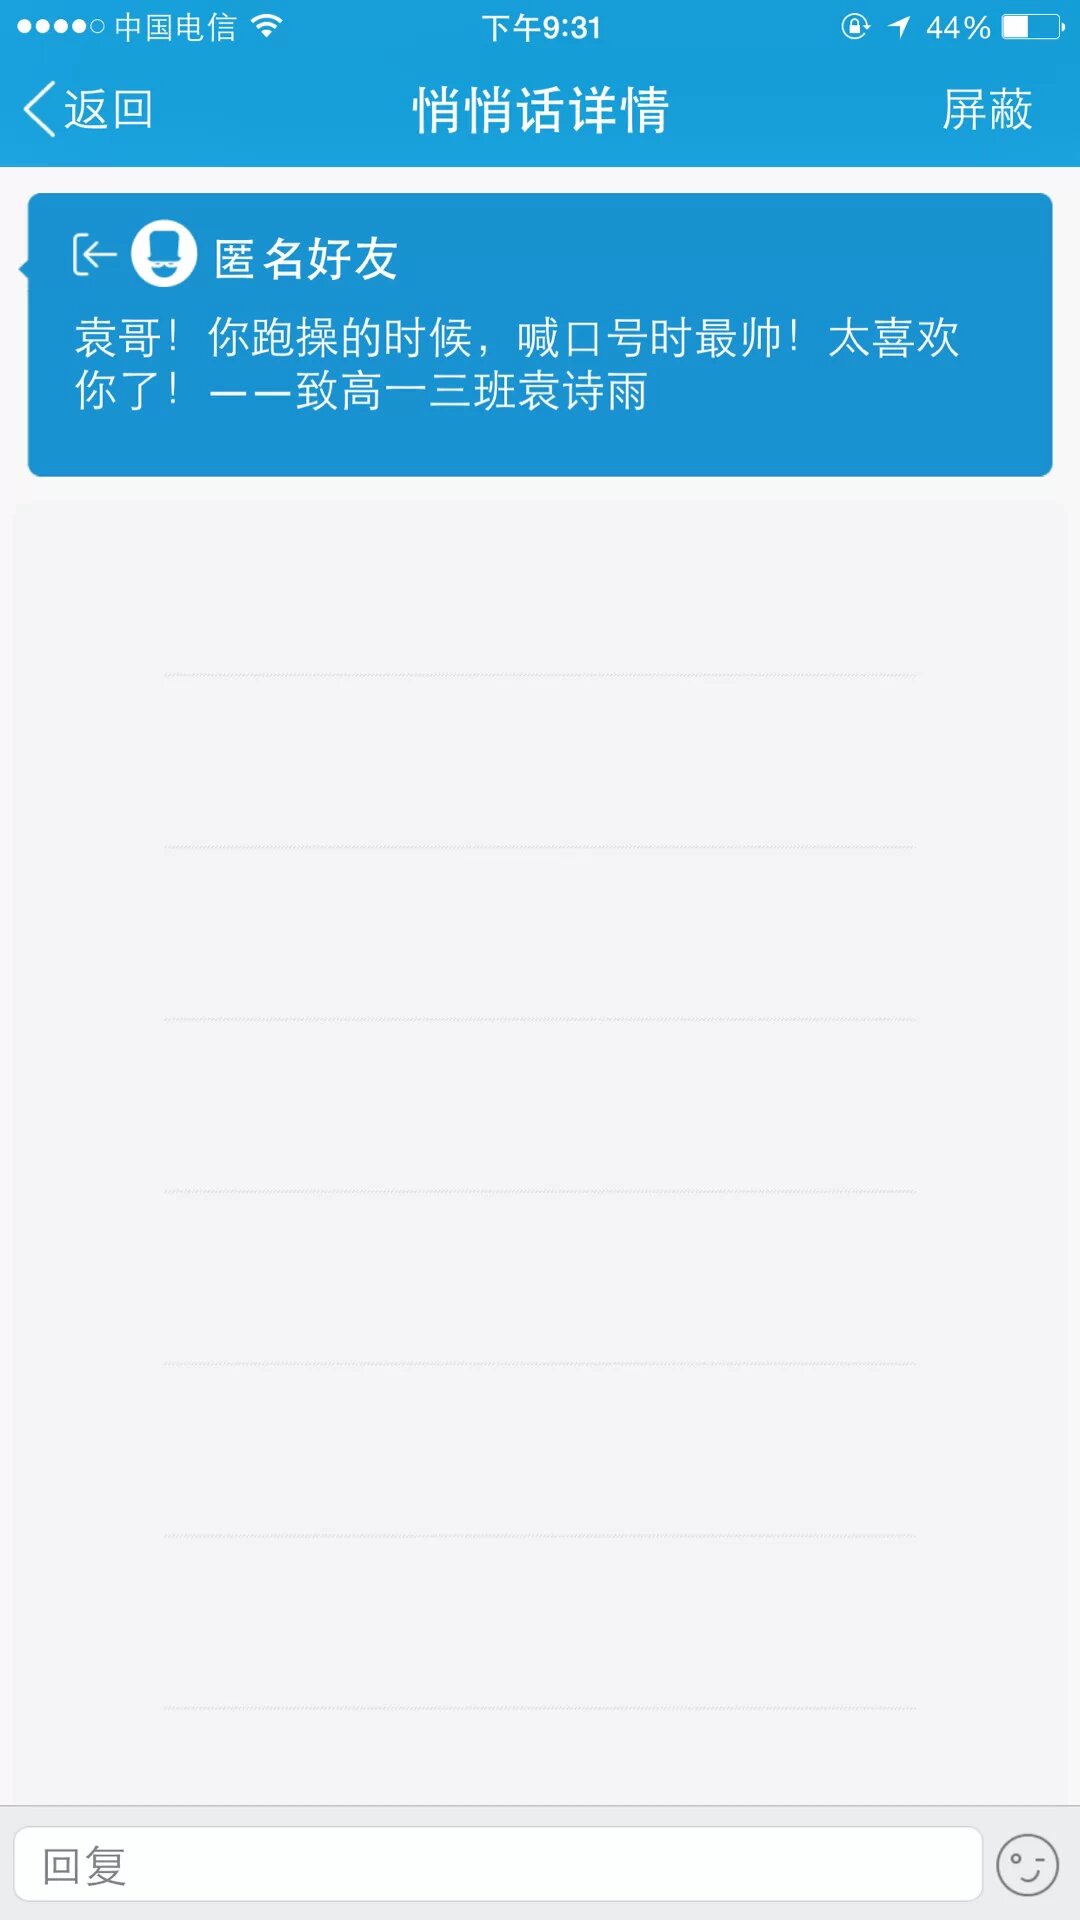 中国电信 下午9:31 44%
返回 悄悄话详情 屏蔽
匿名好友
袁哥！你跑操的时候，喊口号时最帅！太喜欢
你了！——致高一三班袁诗雨
回复